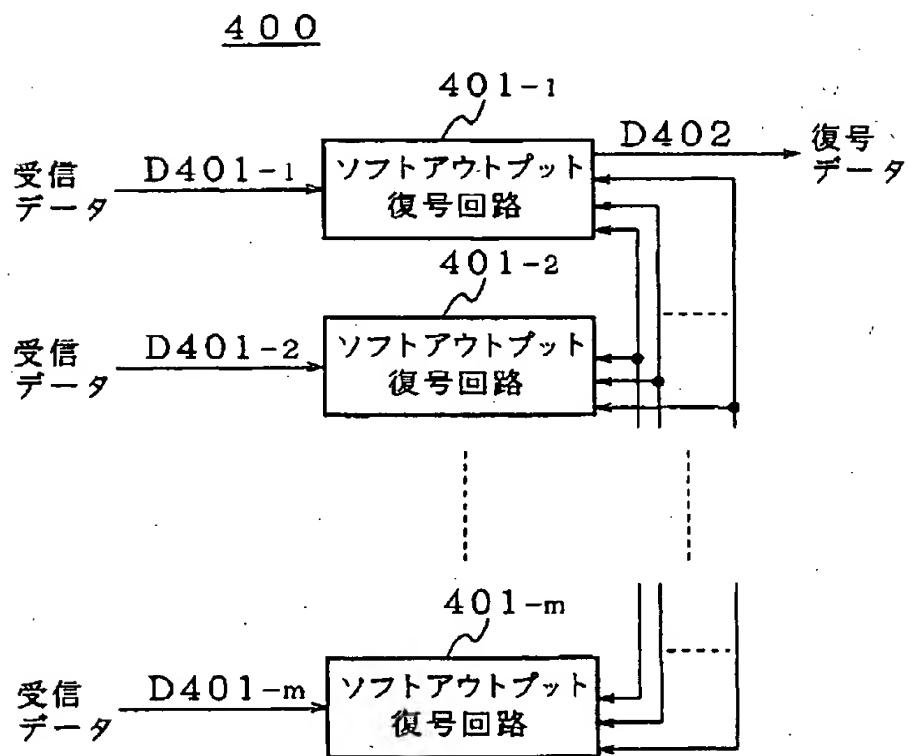 400
401-1
受信
データ
D401-1
ソフトアウトプット
復号回路
D402
復号
データ
401-2
受信
データ
D401-2
ソフトアウトプット
復号回路
401-m
受信
データ
D401-m
ソフトアウトプット
復号回路